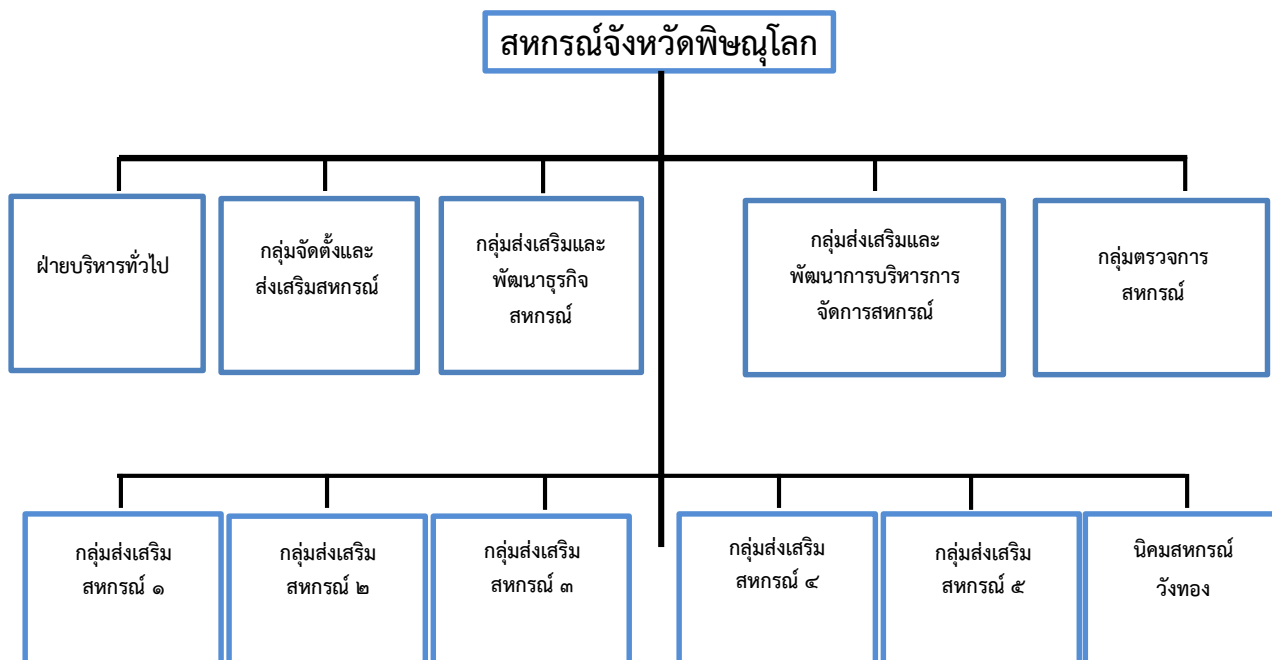 สหกรณ์จังหวัดพิษณุโลก
ฝ่ายบริหารทั่วไป
กลุ่มจัดตั้งและ
ส่งเสริมสหกรณ์
กลุ่มส่งเสริมและ
พัฒนาธุรกิจ
สหกรณ์
กลุ่มส่งเสริมและ
พัฒนาการบริหารการ
จัดการสหกรณ์
กลุ่มตรวจการ
สหกรณ์
กลุ่มส่งเสริม
สหกรณ์ ๑
กลุ่มส่งเสริม
สหกรณ์ ๒
กลุ่มส่งเสริม
สหกรณ์ ๓
กลุ่มส่งเสริม
สหกรณ์ ๔
กลุ่มส่งเสริม
สหกรณ์ ๕
นิคมสหกรณ์
วังทอง